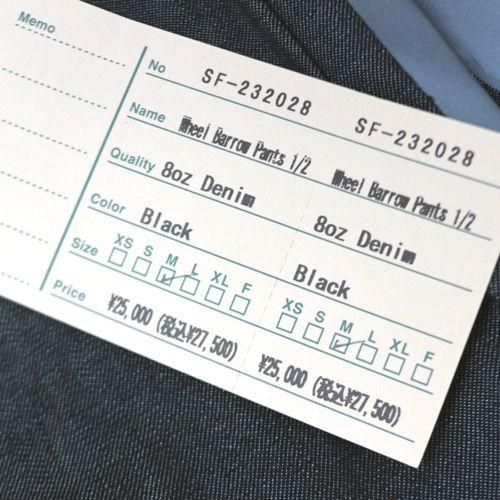 Memo
No SF-232028 SF-232028
Name Wheel Barrow Pants 1/2 Wheel Barrow Pants 1/2
Quality 8oz Denim 8oz Denim
Color Black Black
Size XS S M L XL F XS S M L XL F
Price ¥25,000 (税込¥27,500) ¥25,000 (税込¥27,500)